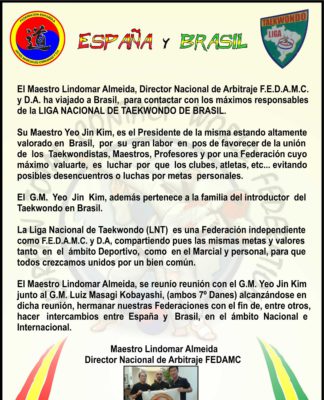 ESPAÑA Y BRASIL
TAEKWONDO
LIGA
El Maestro Lindomar Almeida, Director Nacional de Arbitraje F.E.D.A.M.C.
y D.A. ha viajado a Brasil, para contactar con los máximos responsables
de la LIGA NACIONAL DE TAEKWONDO DE BRASIL.
Su Maestro Yeo Jin Kim, es el Presidente de la misma estando altamente
valorado en Brasil, por su gran labor en pos de favorecer de la unión
de los Taekwondistas, Maestros, Profesores y por una Federación cuyo
máximo valuarte, es luchar por que los clubes, atletas, etc... evitando
posibles desencuentros o luchas por metas personales.
El G.M. Yeo Jin Kim, además pertenece a la familia del introductor del
Taekwondo en Brasil.
La Liga Nacional de Taekwondo (LNT) es una Federación independiente
como F.E.D.A.M.C. y D.A, compartiendo pues las mismas metas y valores
tanto en el ámbito Deportivo, como en el Marcial y personal, para que
todos crezcamos unidos por un bien común.
El Maestro Lindomar Almeida, se reunio reunión con el G.M. Yeo Jin Kim
junto al G.M. Luiz Masagi Kobayashi, (ambos 7º Danes) alcanzándose en
dicha reunión, hermanar nuestras Federaciones con el fin de, entre otros,
hacer intercambios entre España y Brasil, en el ámbito Nacional e
Internacional.
Maestro Lindomar Almeida
Director Nacional de Arbitraje FEDAMC